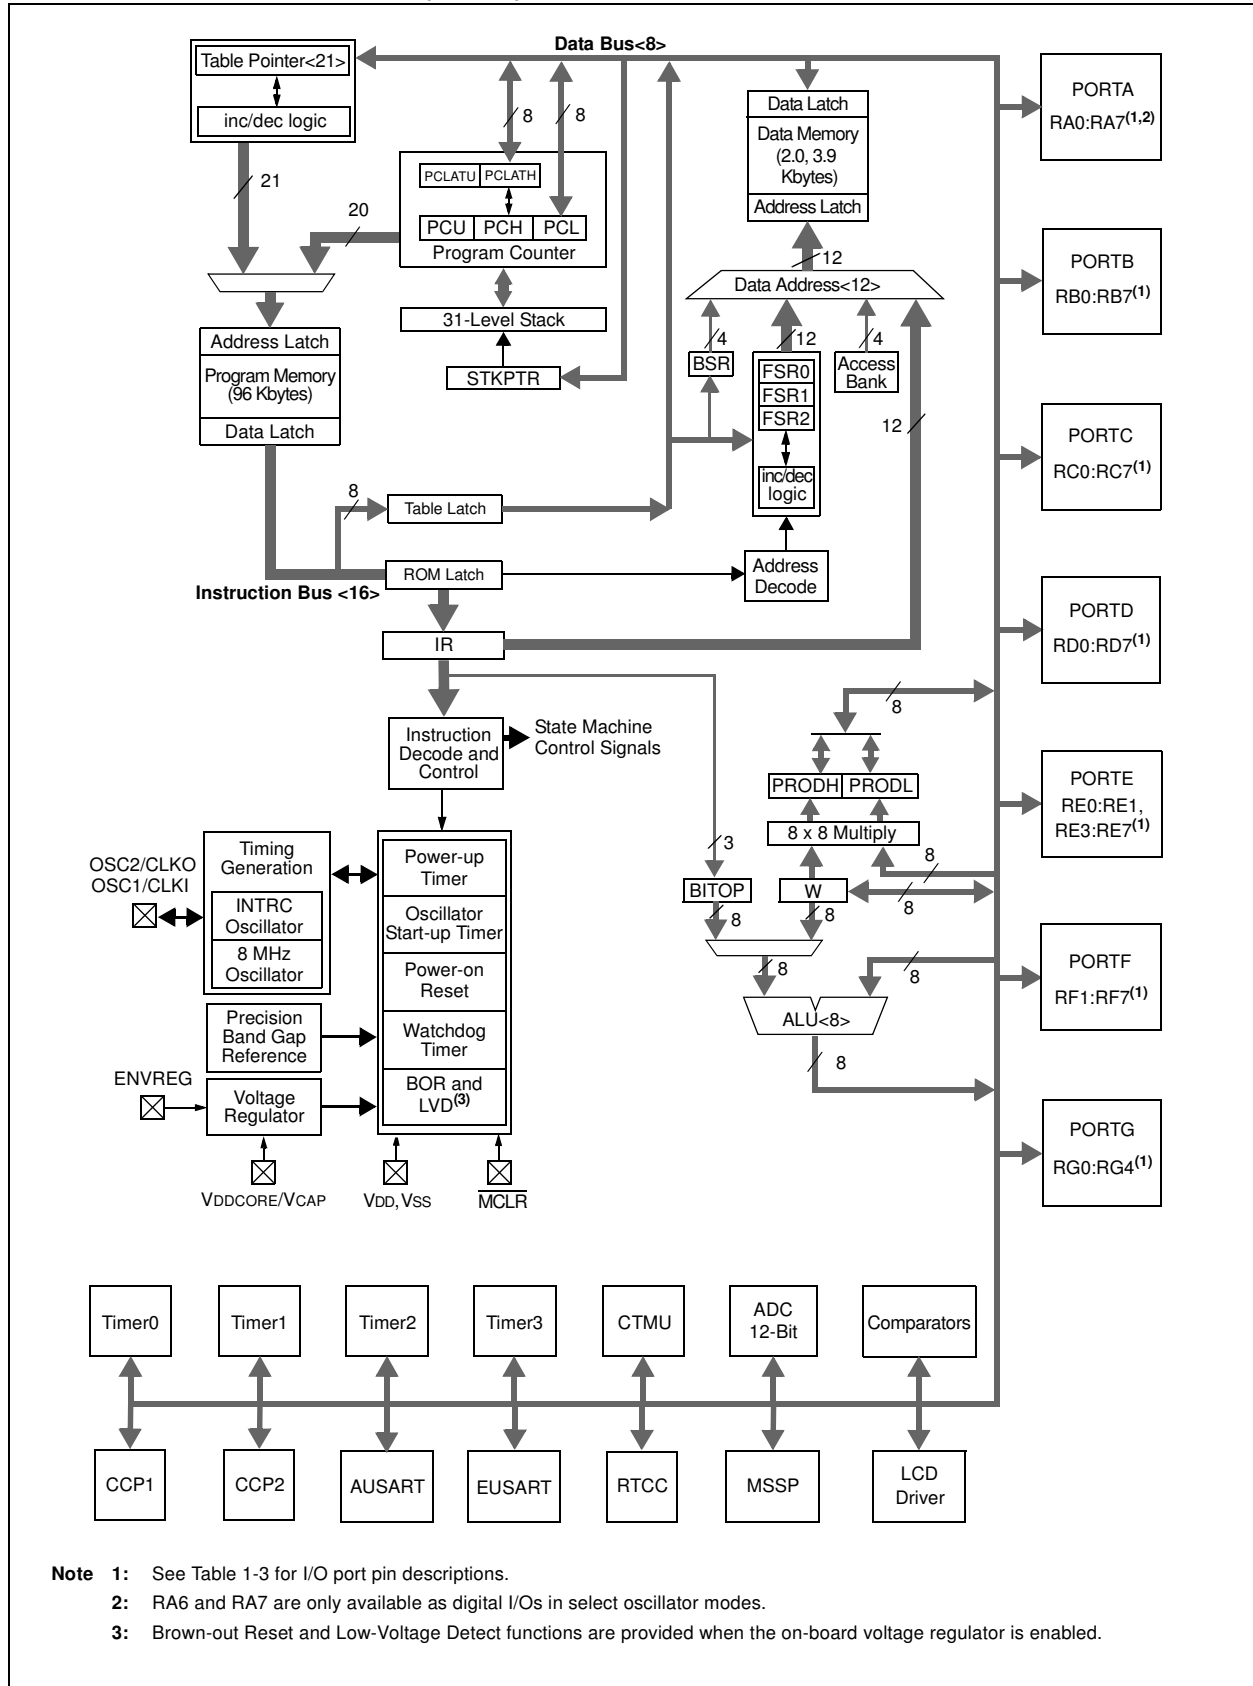 Data Bus<8>
Table Pointer<21>
inc/dec logic
21
20
8
8
PCLATU PCLATH
PCU PCH PCL
Program Counter
31-Level Stack
STKPTR
Data Latch
Data Memory
(2.0, 3.9
Kbytes)
Address Latch
12
Data Address<12>
4
12
4
BSR
FSR0
FSR1
FSR2
inc/dec
logic
Access
Bank
12
Address
Decode
Address Latch
Program Memory
(96 Kbytes)
Data Latch
8
Table Latch
ROM Latch
Instruction Bus <16>
IR
Instruction
Decode and
Control
State Machine
Control Signals
8
PRODH PRODL
8 x 8 Multiply
3
8
BITOP
W
8
8
8
8
8
ALU<8>
8
OSC2/CLKO
OSC1/CLKI
Timing
Generation
INTRC
Oscillator
8 MHz
Oscillator
Precision
Band Gap
Reference
ENVREG
Voltage
Regulator
Power-up
Timer
Oscillator
Start-up Timer
Power-on
Reset
Watchdog
Timer
BOR and
LVD(3)
VDDCORE/VCAP
VDD, VSS
MCLR
PORTA
RA0:RA7(1,2)
PORTB
RB0:RB7(1)
PORTC
RC0:RC7(1)
PORTD
RD0:RD7(1)
PORTE
RE0:RE1,
RE3:RE7(1)
PORTF
RF1:RF7(1)
PORTG
RG0:RG4(1)
Timer0
Timer1
Timer2
Timer3
CTMU
ADC
12-Bit
Comparators
CCP1
CCP2
AUSART
EUSART
RTCC
MSSP
LCD
Driver
Note 1: See Table 1-3 for I/O port pin descriptions.
2: RA6 and RA7 are only available as digital I/Os in select oscillator modes.
3: Brown-out Reset and Low-Voltage Detect functions are provided when the on-board voltage regulator is enabled.